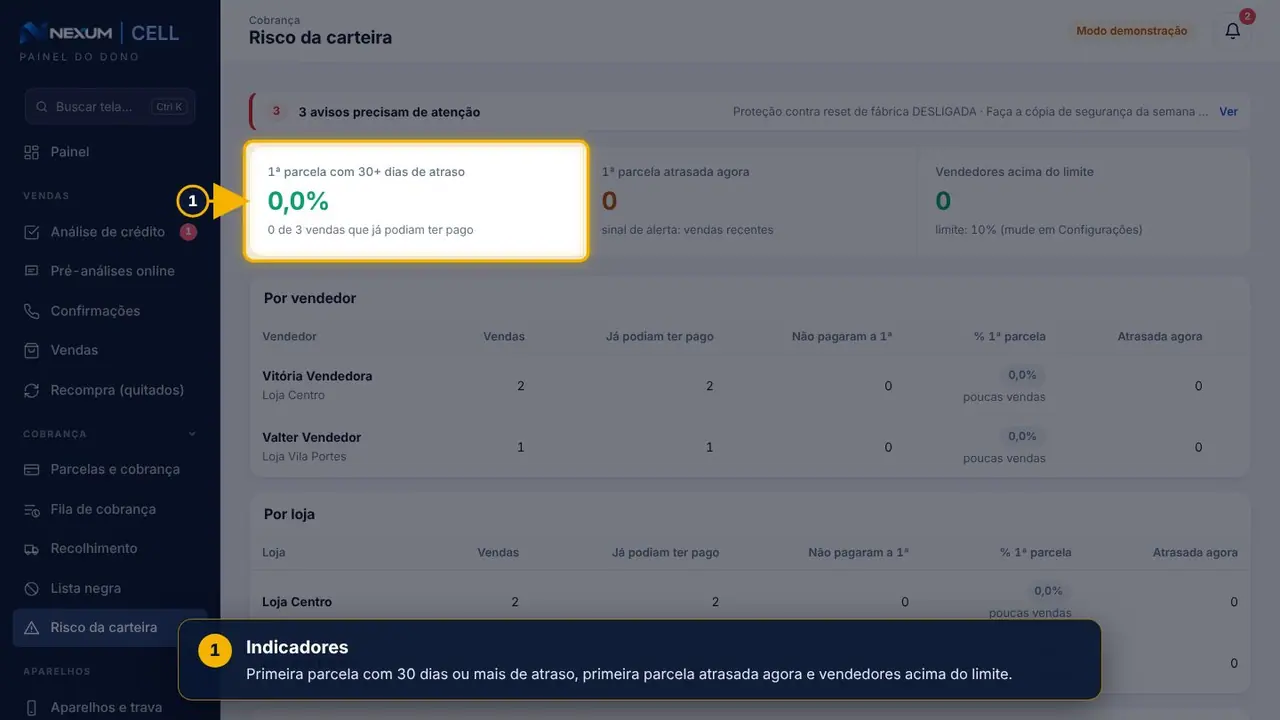 NEXUM | CELL
PAINEL DO DONO
Buscar tela... Ctrl K
Painel
VENDAS
Análise de crédito 1
Pré-análises online
Confirmações
Vendas
Recompra (quitados)
COBRANÇA
Parcelas e cobrança
Fila de cobrança
Recolhimento
Lista negra
Risco da carteira
APARELHOS
Aparelhos e trava
Cobrança
Risco da carteira
Modo demonstração
2
3 3 avisos precisam de atenção Proteção contra reset de fábrica DESLIGADA · Faça a cópia de segurança da semana ... Ver
1
1ª parcela com 30+ dias de atraso
0,0%
0 de 3 vendas que já podiam ter pago
1ª parcela atrasada agora
0
sinal de alerta: vendas recentes
Vendedores acima do limite
0
limite: 10% (mude em Configurações)
Por vendedor
Vendedor Vendas Já podiam ter pago Não pagaram a 1ª % 1ª parcela Atrasada agora
Vitória Vendedora 2 2 0 0,0% 0
Loja Centro poucas vendas
Valter Vendedor 1 1 0 0,0% 0
Loja Vila Portes poucas vendas
Por loja
Loja Vendas Já podiam ter pago Não pagaram a 1ª % 1ª parcela Atrasada agora
Loja Centro 2 2 0 0,0% 0
poucas vendas
0
1 Indicadores
Primeira parcela com 30 dias ou mais de atraso, primeira parcela atrasada agora e vendedores acima do limite.